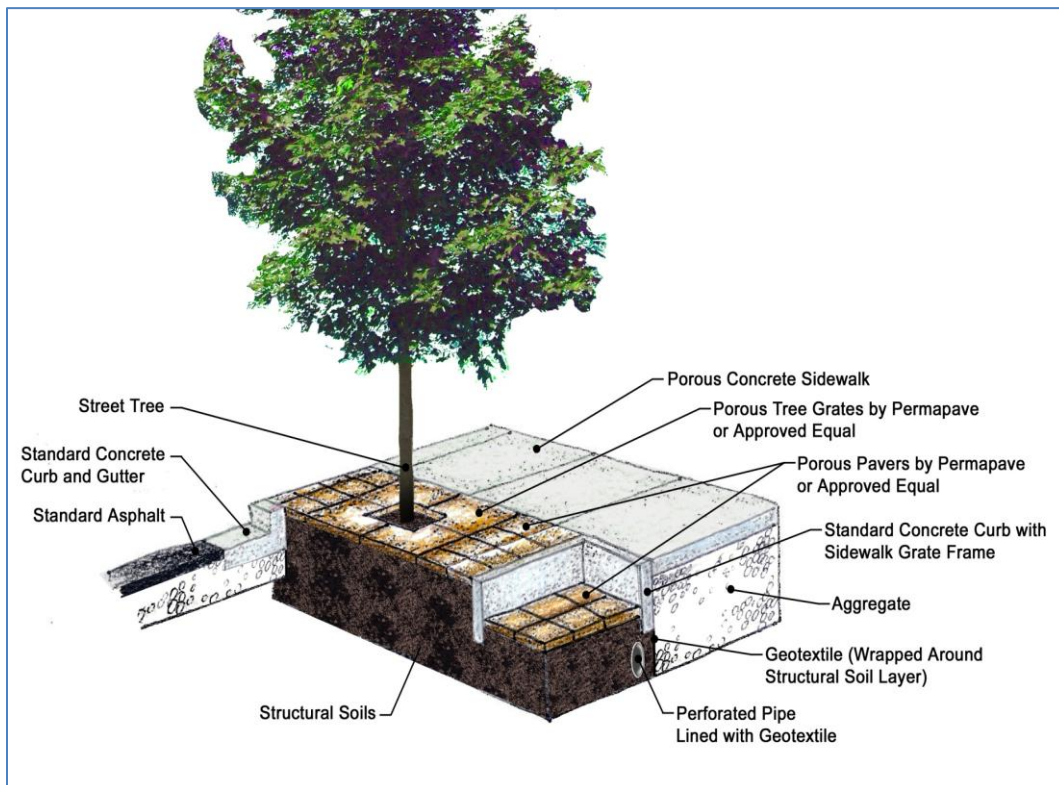 Street Tree
Standard Concrete
Curb and Gutter
Standard Asphalt
Structural Soils
Porous Concrete Sidewalk
Porous Tree Grates by Permapave
or Approved Equal
Porous Pavers by Permapave
or Approved Equal
Standard Concrete Curb with
Sidewalk Grate Frame
Aggregate
Geotextile (Wrapped Around
Structural Soil Layer)
Perforated Pipe
Lined with Geotextile